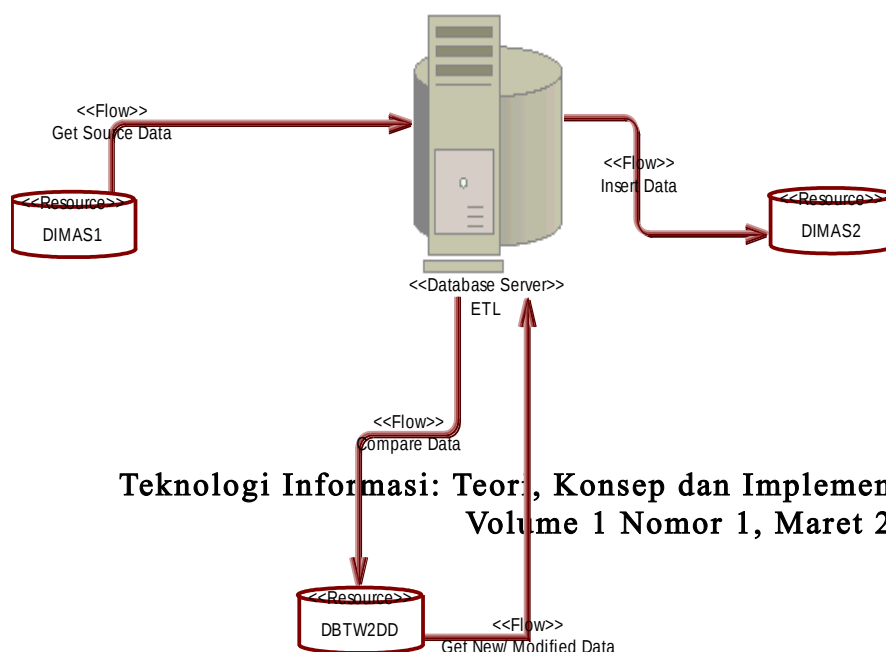 <<Flow>>
Get Source Data
<<Flow>>
Insert Data
<<Resource>>
DIMAS1
<<Resource>>
DIMAS2
<<Database Server>>
ETL
<<Flow>>
Compare Data
Teknologi Informasi: Teori, Konsep dan Implemen
Volume 1 Nomor 1, Maret 2
<<Resource>>
DBTW2DD
<<Flow>>
Get New/ Modified Data